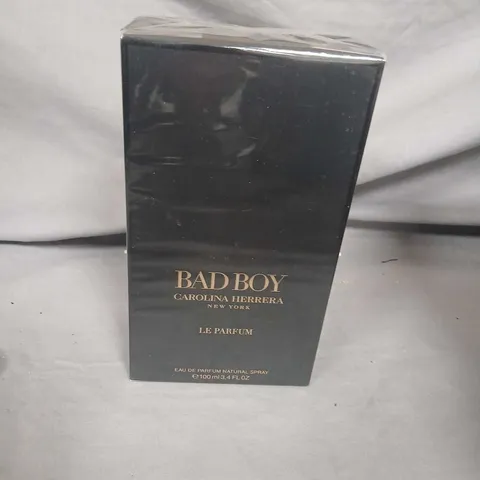 BAD BOY
CAROLINA HERRERA
NEW YORK
LE PARFUM
EAU DE PARFUM NATURAL SPRAY
℮100 ml 3.4 FL OZ